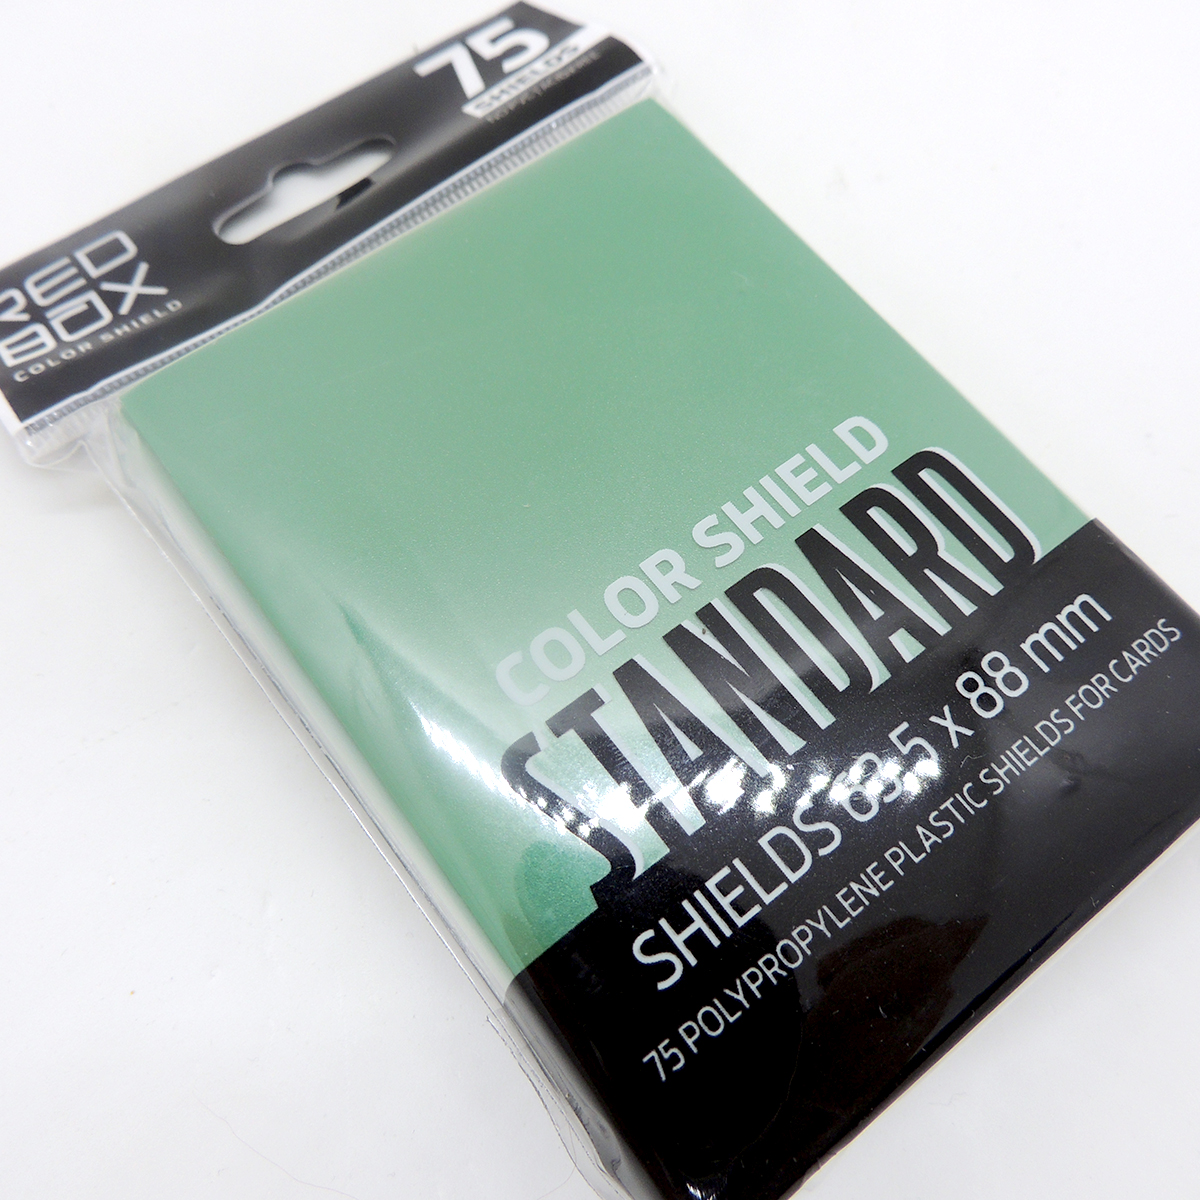 75
SHIELDS
RED
BOX
COLOR SHIELD
COLOR SHIELD
STANDARD
SHIELDS 63.5 x 88 mm
75 POLYPROPYLENE PLASTIC SHIELDS FOR CARDS